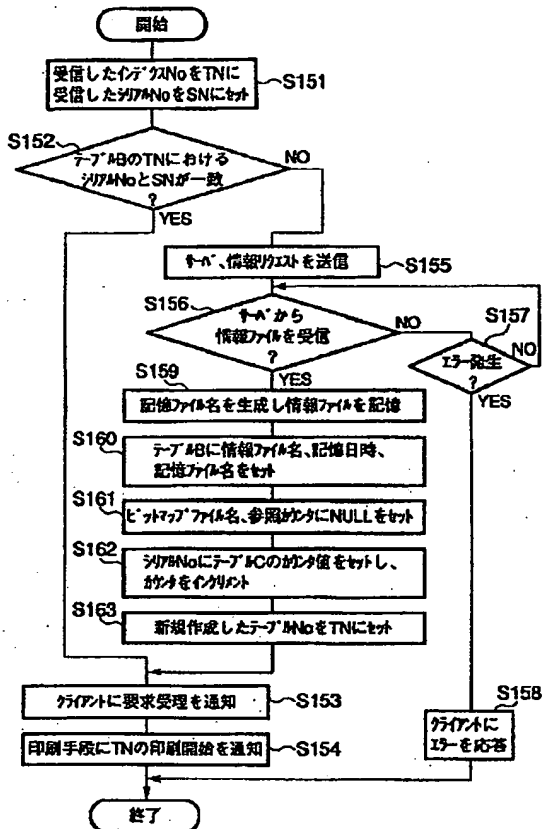 開始
受信したインデクスNoをTNに
受信したシリアルNoをSNにセット
S151
S152
テーブルBのTNにおける
シリアルNoとSNが一致
?
NO
YES
サーバ、情報リクエストを送信
S155
S156
サーバから
情報ファイルを受信
?
NO
YES
S157
エラー発生
?
NO
YES
S159
記憶ファイル名を生成し情報ファイルを記憶
S160
テーブルBに情報ファイル名、記憶日時、
記憶ファイル名をセット
S161
ビットマップファイル名、参照カウンタにNULLをセット
S162
シリアルNoにテーブルCのカウンタ値をセットし、
カウンタをインクリメント
S163
新規作成したテーブルNoをTNにセット
クライアントに要求受理を通知
S153
印刷手段にTNの印刷開始を通知
S154
S158
クライアントに
エラーを応答
終了